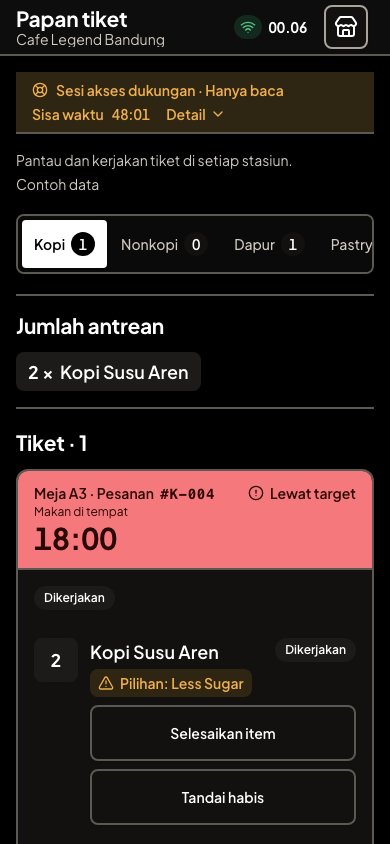 Papan tiket
Cafe Legend Bandung
00.06
Sesi akses dukungan · Hanya baca
Sisa waktu 48:01 Detail
Pantau dan kerjakan tiket di setiap stasiun.
Contoh data
Kopi 1 Nonkopi 0 Dapur 1 Pastry
Jumlah antrean
2 × Kopi Susu Aren
Tiket · 1
Meja A3 · Pesanan #K-004 Lewat target
Makan di tempat
18:00
Dikerjakan
2 Kopi Susu Aren Dikerjakan
Pilihan: Less Sugar
Selesaikan item
Tandai habis